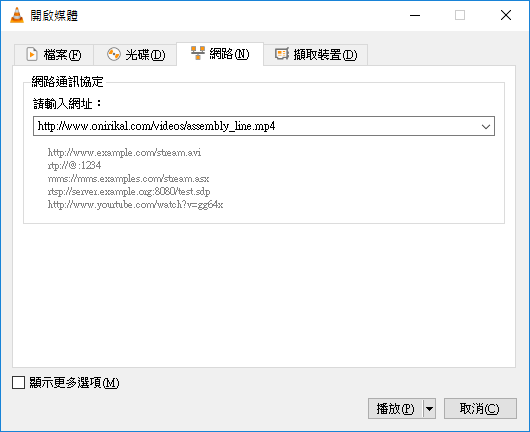 開啟媒體
檔案(F) 光碟(D) 網路(N) 擷取裝置(D)
網路通訊協定
請輸入網址：
http://www.onirikal.com/videos/assembly_line.mp4
http://www.example.com/stream.avi
rtp://@:1234
mms://mms.examples.com/stream.asx
rtsp://server.example.org:8080/test.sdp
http://www.yourtube.com/watch?v=gg64x
顯示更多選項(M)
播放(P) 取消(C)